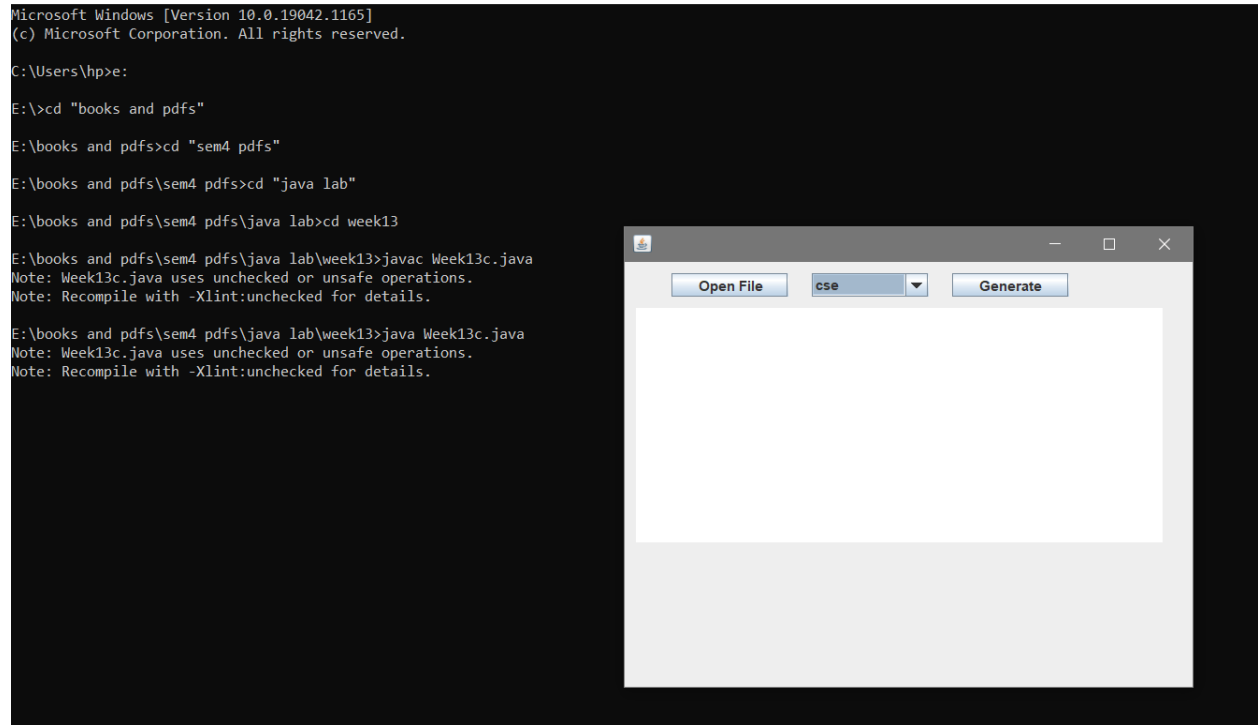 Microsoft Windows [Version 10.0.19042.1165]
(c) Microsoft Corporation. All rights reserved.
C:\Users\hp>e:
E:\>cd "books and pdfs"
E:\books and pdfs>cd "sem4 pdfs"
E:\books and pdfs\sem4 pdfs>cd "java lab"
E:\books and pdfs\sem4 pdfs\java lab>cd week13
E:\books and pdfs\sem4 pdfs\java lab\week13>javac Week13c.java
Note: Week13c.java uses unchecked or unsafe operations.
Note: Recompile with -Xlint:unchecked for details.
E:\books and pdfs\sem4 pdfs\java lab\week13>java Week13c.java
Note: Week13c.java uses unchecked or unsafe operations.
Note: Recompile with -Xlint:unchecked for details.
Open File cse Generate